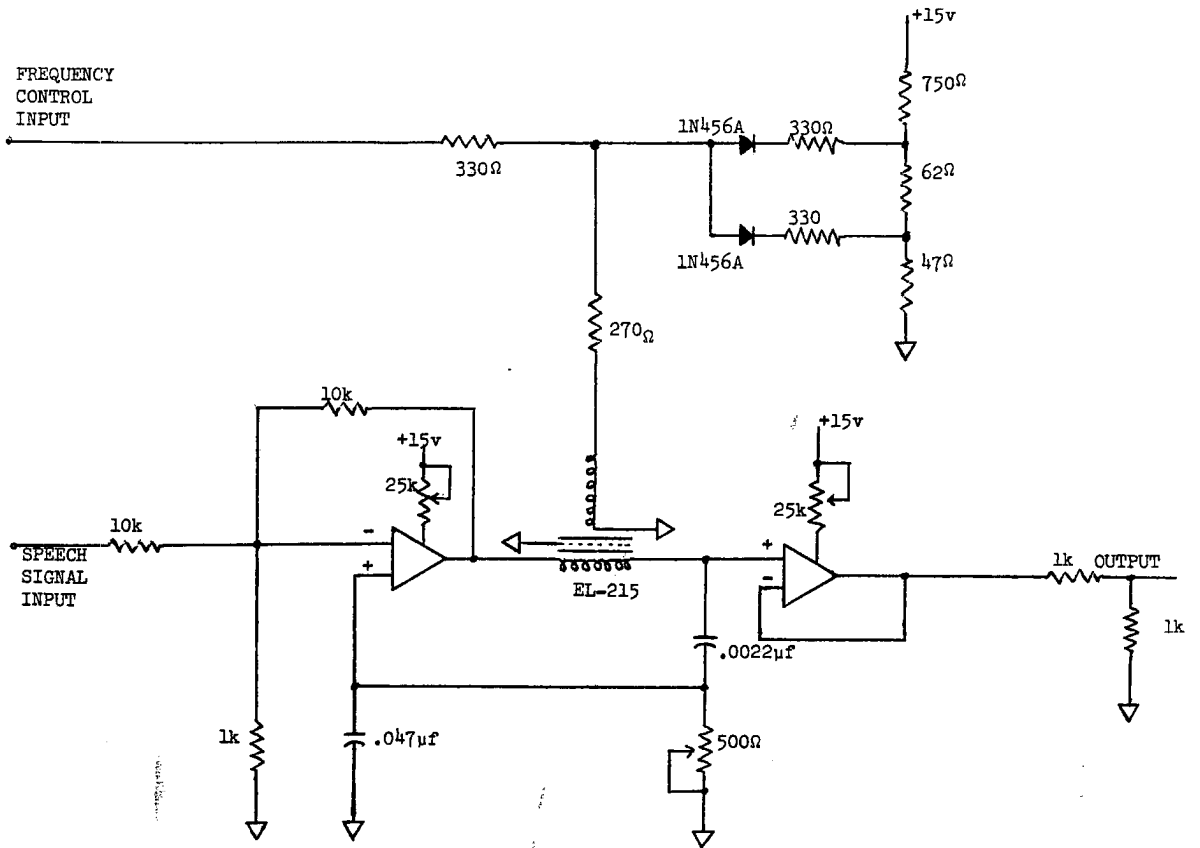 +15v
FREQUENCY
CONTROL
INPUT
750Ω
1N456A
330Ω
330Ω
62Ω
330
1N456A
47Ω
270Ω
10k
+15v
+15v
25k
25k
10k
-
+
+
-
SPEECH
SIGNAL
INPUT
EL-215
1k
OUTPUT
1k
.0022μf
1k
.047μf
500Ω